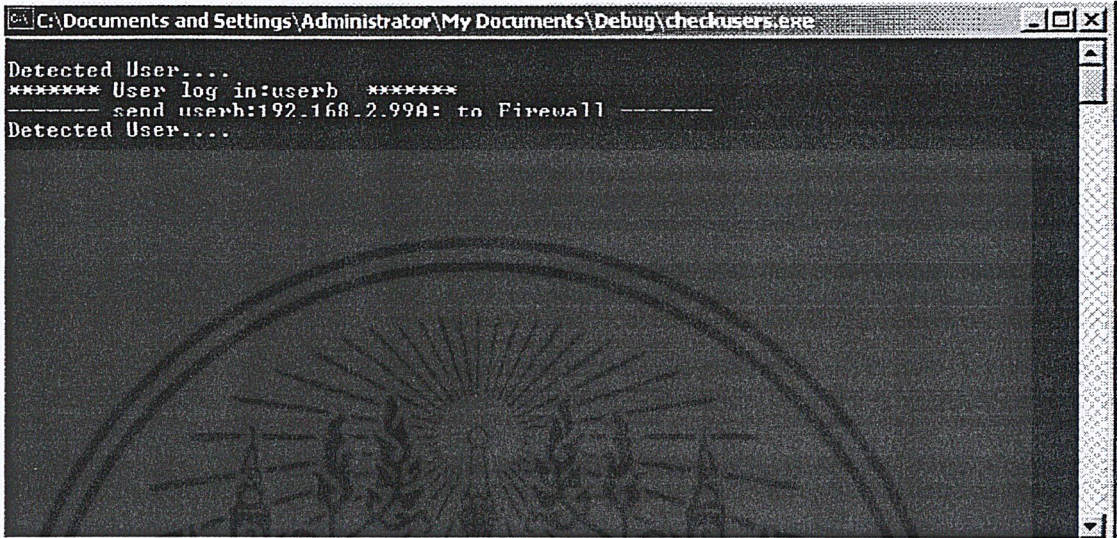 C:\Documents and Settings\Administrator\My Documents\Debug\checkusers.exe
Detected User....
******* User log in:userb *******
------- send userb:192.168.2.99A: to Firewall -------
Detected User....